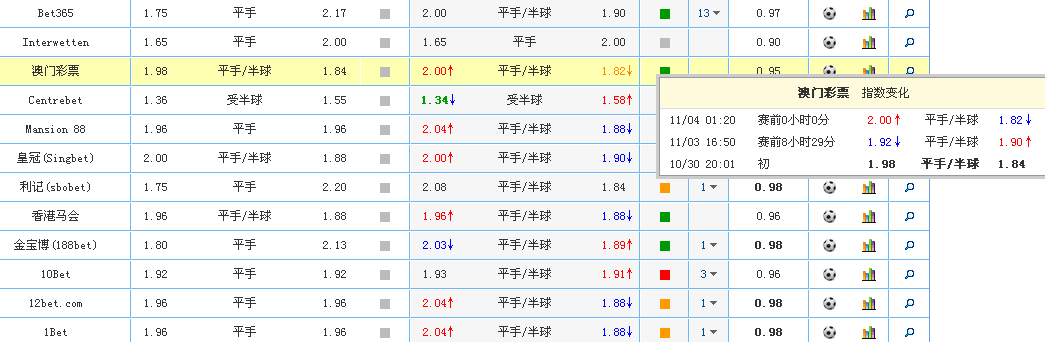 Bet365 1.75 平手 2.17 2.00 平手/半球 1.90 13 0.97
Interwetten 1.65 平手 2.00 1.65 平手 2.00 0.90
澳门彩票 1.98 平手/半球 1.84 2.00↑ 平手/半球 1.82↓ 0.95
澳门彩票 指数变化
Centrebet 1.36 受半球 1.55 1.34↓ 受半球 1.58↑
11/04 01:20 赛前0小时0分 2.00↑ 平手/半球 1.82↓
Mansion 88 1.96 平手 1.96 2.04↑ 平手/半球 1.88↓
11/03 16:50 赛前8小时29分 1.92↓ 平手/半球 1.90↑
皇冠(Singbet) 2.00 平手/半球 1.88 2.00↑ 平手/半球 1.90↓
10/30 20:01 初 1.98 平手/半球 1.84
利记(sbobet) 1.75 平手 2.20 2.08 平手/半球 1.84 1 0.98
香港马会 1.96 平手/半球 1.88 1.96↑ 平手/半球 1.88↓ 0.96
金宝博(188bet) 1.80 平手 2.13 2.03↓ 平手/半球 1.89↑ 1 0.98
10Bet 1.92 平手 1.92 1.93 平手/半球 1.91↑ 3 0.96
12bet.com 1.96 平手 1.96 2.04↑ 平手/半球 1.88↓ 1 0.98
1Bet 1.96 平手 1.96 2.04↑ 平手/半球 1.88↓ 1 0.98